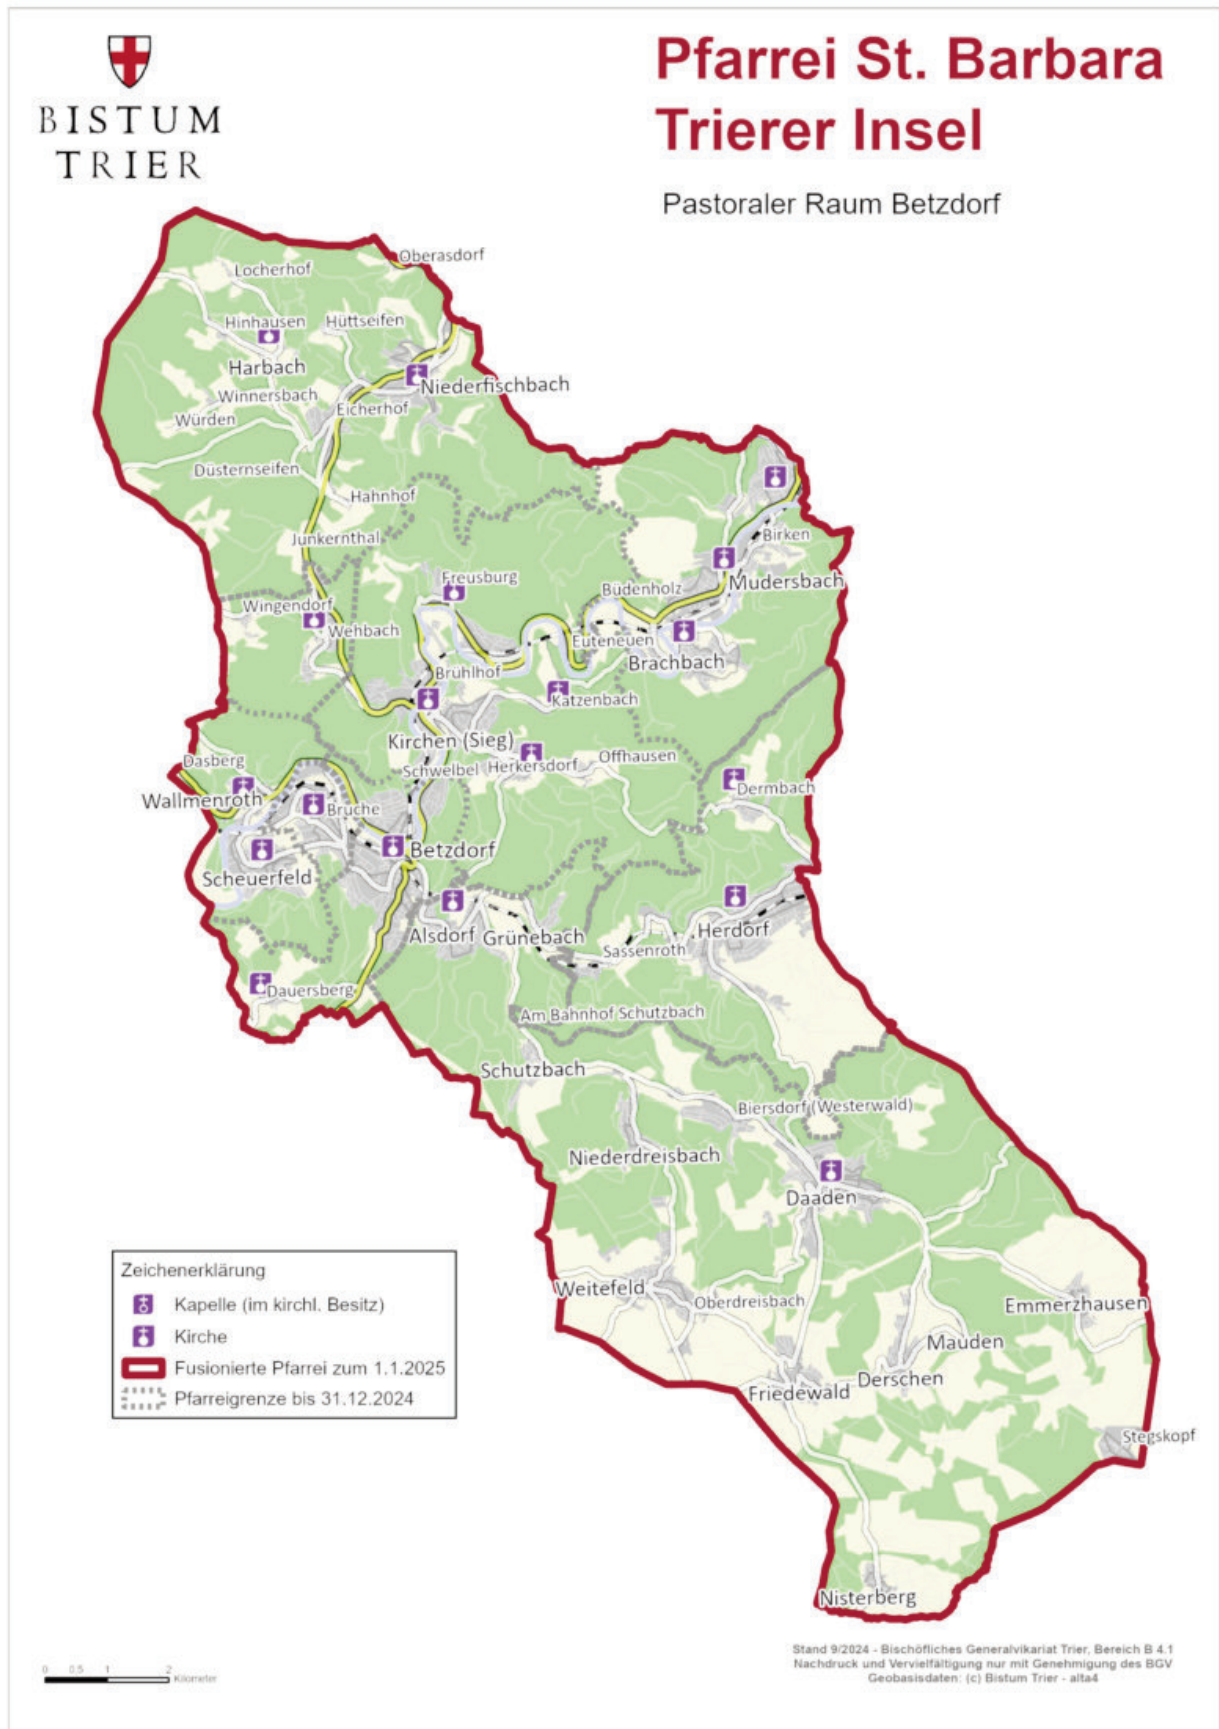 BISTUM
TRIER
Pfarrei St. Barbara
Trierer Insel
Pastoraler Raum Betzdorf
Oberasdorf
Locherhof
Hinhausen
Hüttseifen
Harbach
Niederfischbach
Winnersbach
Eicherhof
Würden
Düsternseifen
Hahnhof
Junkernthal
Birken
Freusburg
Büdenholz
Mudersbach
Wingendorf
Wehbach
Euteneuen
Brachbach
Brühlhof
Katzenbach
Kirchen (Sieg)
Dasberg
Schwelbel
Herkersdorf
Offhausen
Dermbach
Wallmenroth
Bruche
Betzdorf
Scheuerfeld
Alsdorf
Grünebach
Sassenroth
Herdorf
Dauersberg
Am Bahnhof Schutzbach
Schutzbach
Biersdorf (Westerwald)
Niederdreisbach
Daaden
Weitefeld
Oberdreisbach
Emmerzhausen
Mauden
Derschen
Friedewald
Stegskopf
Nisterberg
Zeichenerklärung
Kapelle (im kirchl. Besitz)
Kirche
Fusionierte Pfarrei zum 1.1.2025
Pfarreigrenze bis 31.12.2024
0 0,5 1 2
Kilometer
Stand 9/2024 - Bischöfliches Generalvikariat Trier, Bereich B 4.1
Nachdruck und Vervielfältigung nur mit Genehmigung des BGV
Geobasisdaten: (c) Bistum Trier - alta4